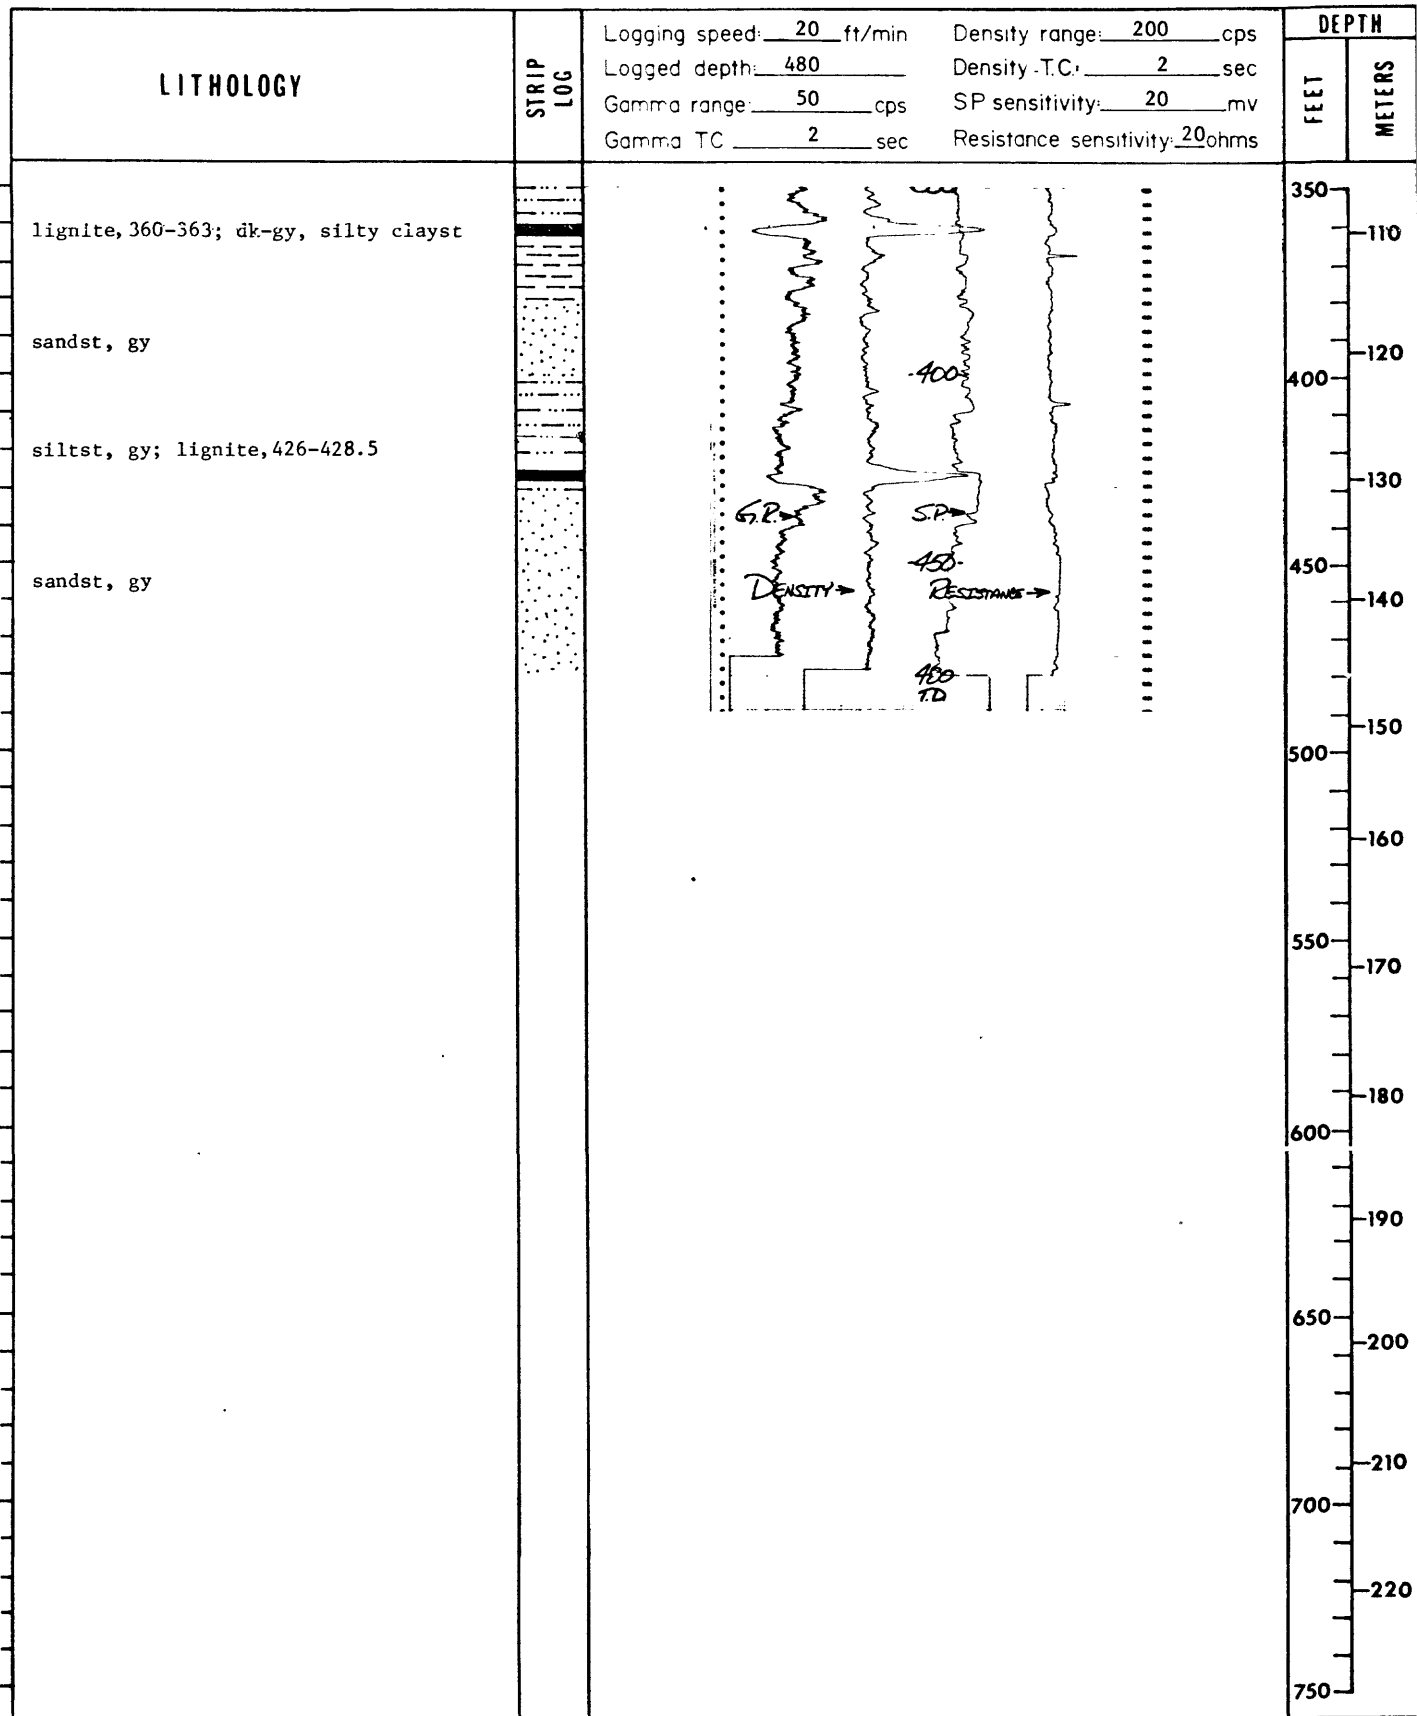 LITHOLOGY
STRIP LOG
Logging speed: 20 ft/min
Logged depth: 480
Gamma range: 50 cps
Gamma TC 2 sec
Density range: 200 cps
Density T.C.: 2 sec
SP sensitivity: 20 mv
Resistance sensitivity: 20 ohms
DEPTH
FEET
METERS
lignite, 360-363; dk-gy, silty clayst
sandst, gy
siltst, gy; lignite, 426-428.5
sandst, gy
-400-
G.R.
S.P.
-450-
DENSITY
RESISTANCE
480
T.D
350
400
450
500
550
600
650
700
750
110
120
130
140
150
160
170
180
190
200
210
220